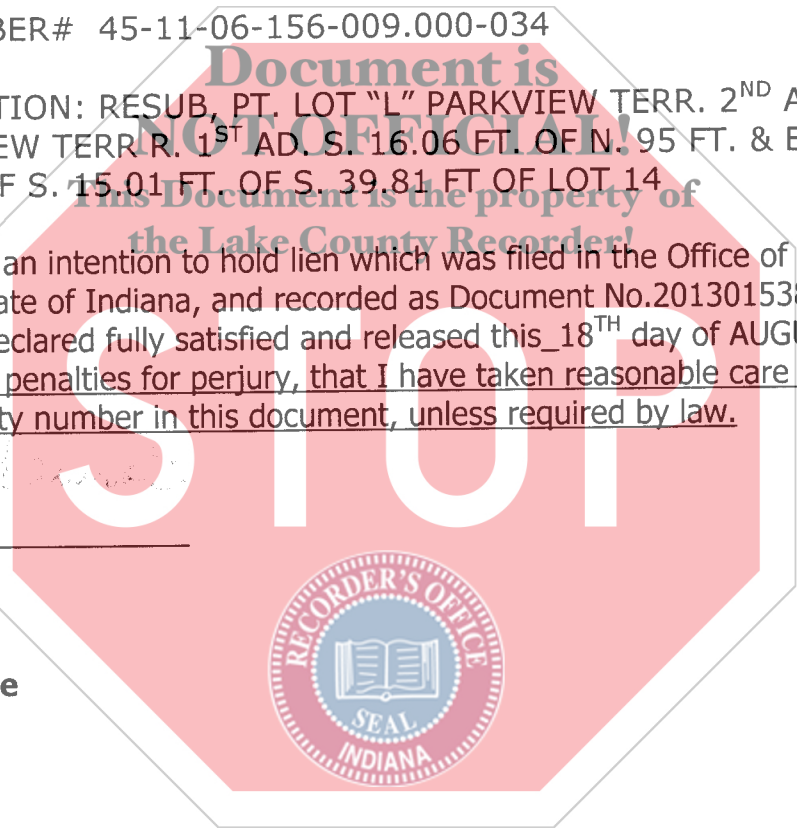 BER# 45-11-06-156-009.000-034
Document is
TION: RESUB, PT. LOT "L" PARKVIEW TERR. 2ND A
NOT OFFICIAL!
EW TERR R. 1ST AD. S. 16.06 FT. OF N. 95 FT. & E
F S. 15.01 FT. OF S. 39.81 FT OF LOT 14
This Document is the property of
the Lake County Recorder!
an intention to hold lien which was filed in the Office of
ate of Indiana, and recorded as Document No.20130153
eclared fully satisfied and released this_18TH day of AUGU
penalties for perjury, that I have taken reasonable care
ty number in this document, unless required by law.
STOP
RECORDER'S OFFICE
SEAL
INDIANA
e